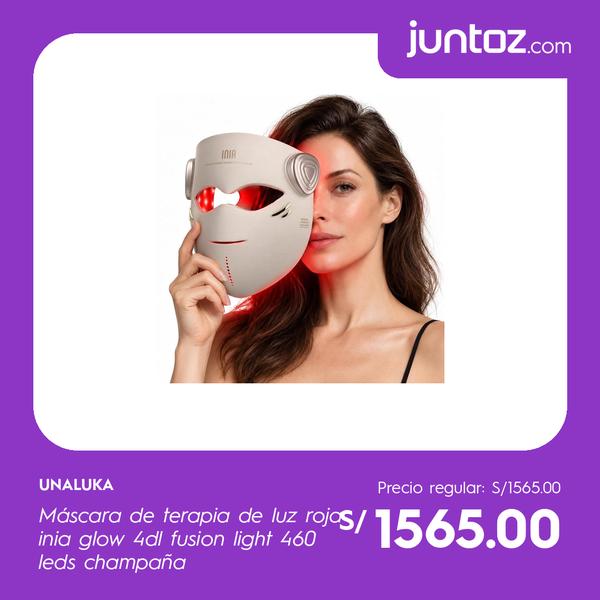 juntoz.com
INIA
UNALUKA
Máscara de terapia de luz roja
inia glow 4dl fusion light 460
leds champaña
Precio regular: S/1565.00
S/ 1565.00